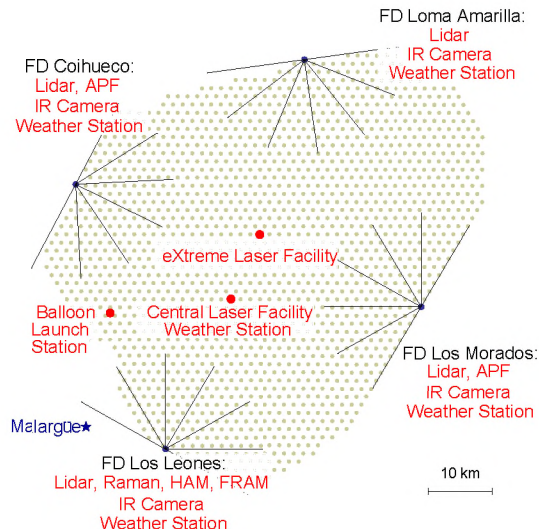 FD Loma Amarilla:
Lidar
IR Camera
Weather Station
FD Coihueco:
Lidar, APF
IR Camera
Weather Station
eXtreme Laser Facility
Balloon
Launch
Station
Central Laser Facility
Weather Station
FD Los Morados:
Lidar, APF
IR Camera
Weather Station
Malargüe
FD Los Leones:
Lidar, Raman, HAM, FRAM
IR Camera
Weather Station
10 km